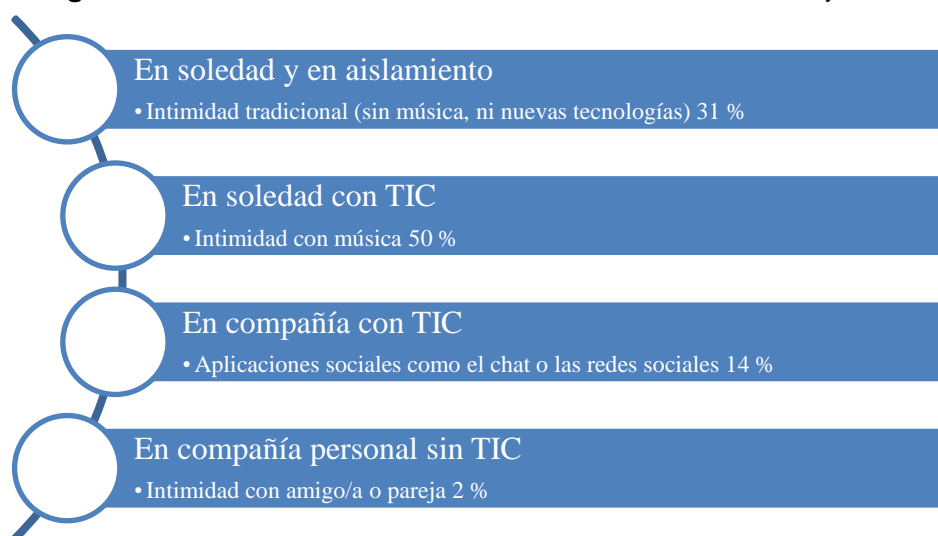 En soledad y en aislamiento
• Intimidad tradicional (sin música, ni nuevas tecnologías) 31 %
En soledad con TIC
• Intimidad con música 50 %
En compañía con TIC
• Aplicaciones sociales como el chat o las redes sociales 14 %
En compañía personal sin TIC
• Intimidad con amigo/a o pareja 2 %